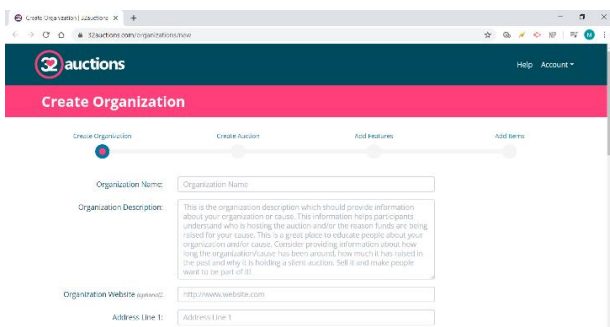 Create Organization | 32auctions
32auctions.com/organizations/new
M
32 auctions
Help Account
Create Organization
Create Organization Create Auction Add Features Add Items
Organization Name: Organization Name
Organization Description: This is the organization description which should provide information
about your organization or cause. This information helps participants
understand who is hosting the auction and/or the reason funds are being
raised for your cause. This is a great place to educate people about your
organization and/or cause. Consider providing information about how
long the organization/cause has been around, how much it has raised in
the past and why it is holding a silent auction. Sell it and make people
want to be part of it!
Organization Website (optional): http://www.website.com
Address Line 1: Address Line 1